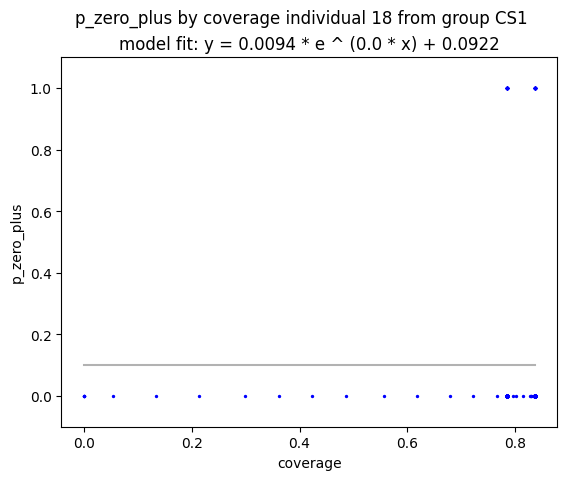 p_zero_plus by coverage individual 18 from group CS1
model fit: y = 0.0094 * e ^ (0.0 * x) + 0.0922
1.0
0.8
0.6
0.4
0.2
0.0
p_zero_plus
0.0 0.2 0.4 0.6 0.8
coverage